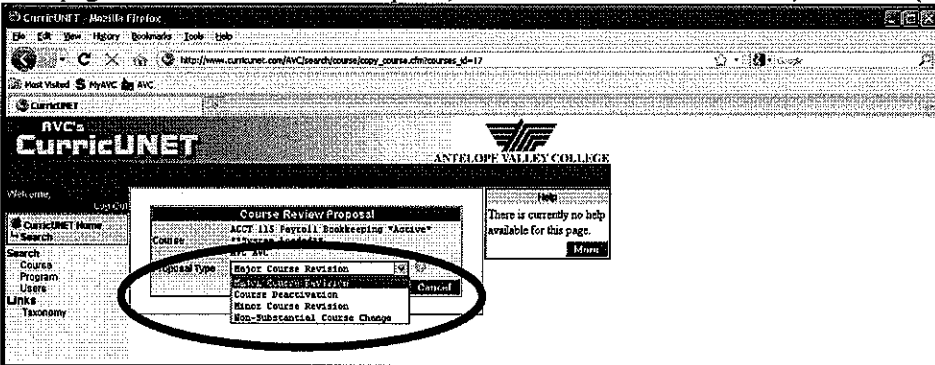 CurricUNET - Mozilla Firefox
File Edit View History Bookmarks Tools Help
http://www.curricunet.com/AVC/search/course/copy_course.cfm?courses_id=17
Google
Most Visited MyAVC AVC
CurricUNET
AVC's
CurricUNET
ANTELOPE VALLEY COLLEGE
Welcome,
Log Out
CurricUNET Home
Search
Search
Course
Program
Users
Links
Taxonomy
Course Review Proposal
Course
ACCT 115 Payroll Bookkeeping *Active*
AVC AVC
Proposal Type
Major Course Revision
Major Course Revision
Course Deactivation
Minor Course Revision
Non-Substantial Course Change
Cancel
Help
There is currently no help
available for this page.
More